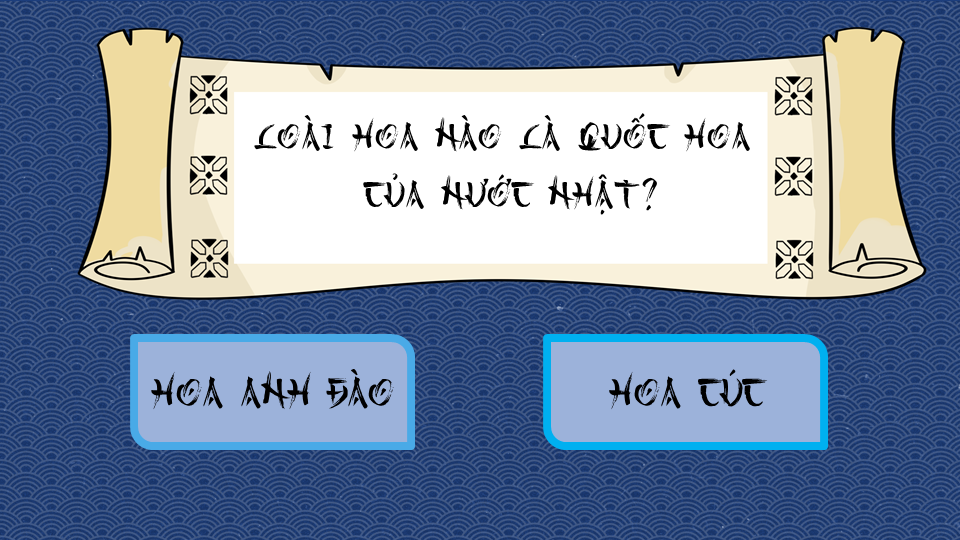 LOÀI HOA NÀO LÀ QUỐC HOA
CỦA NƯỚC NHẬT?
HOA ANH ĐÀO
HOA CÚC